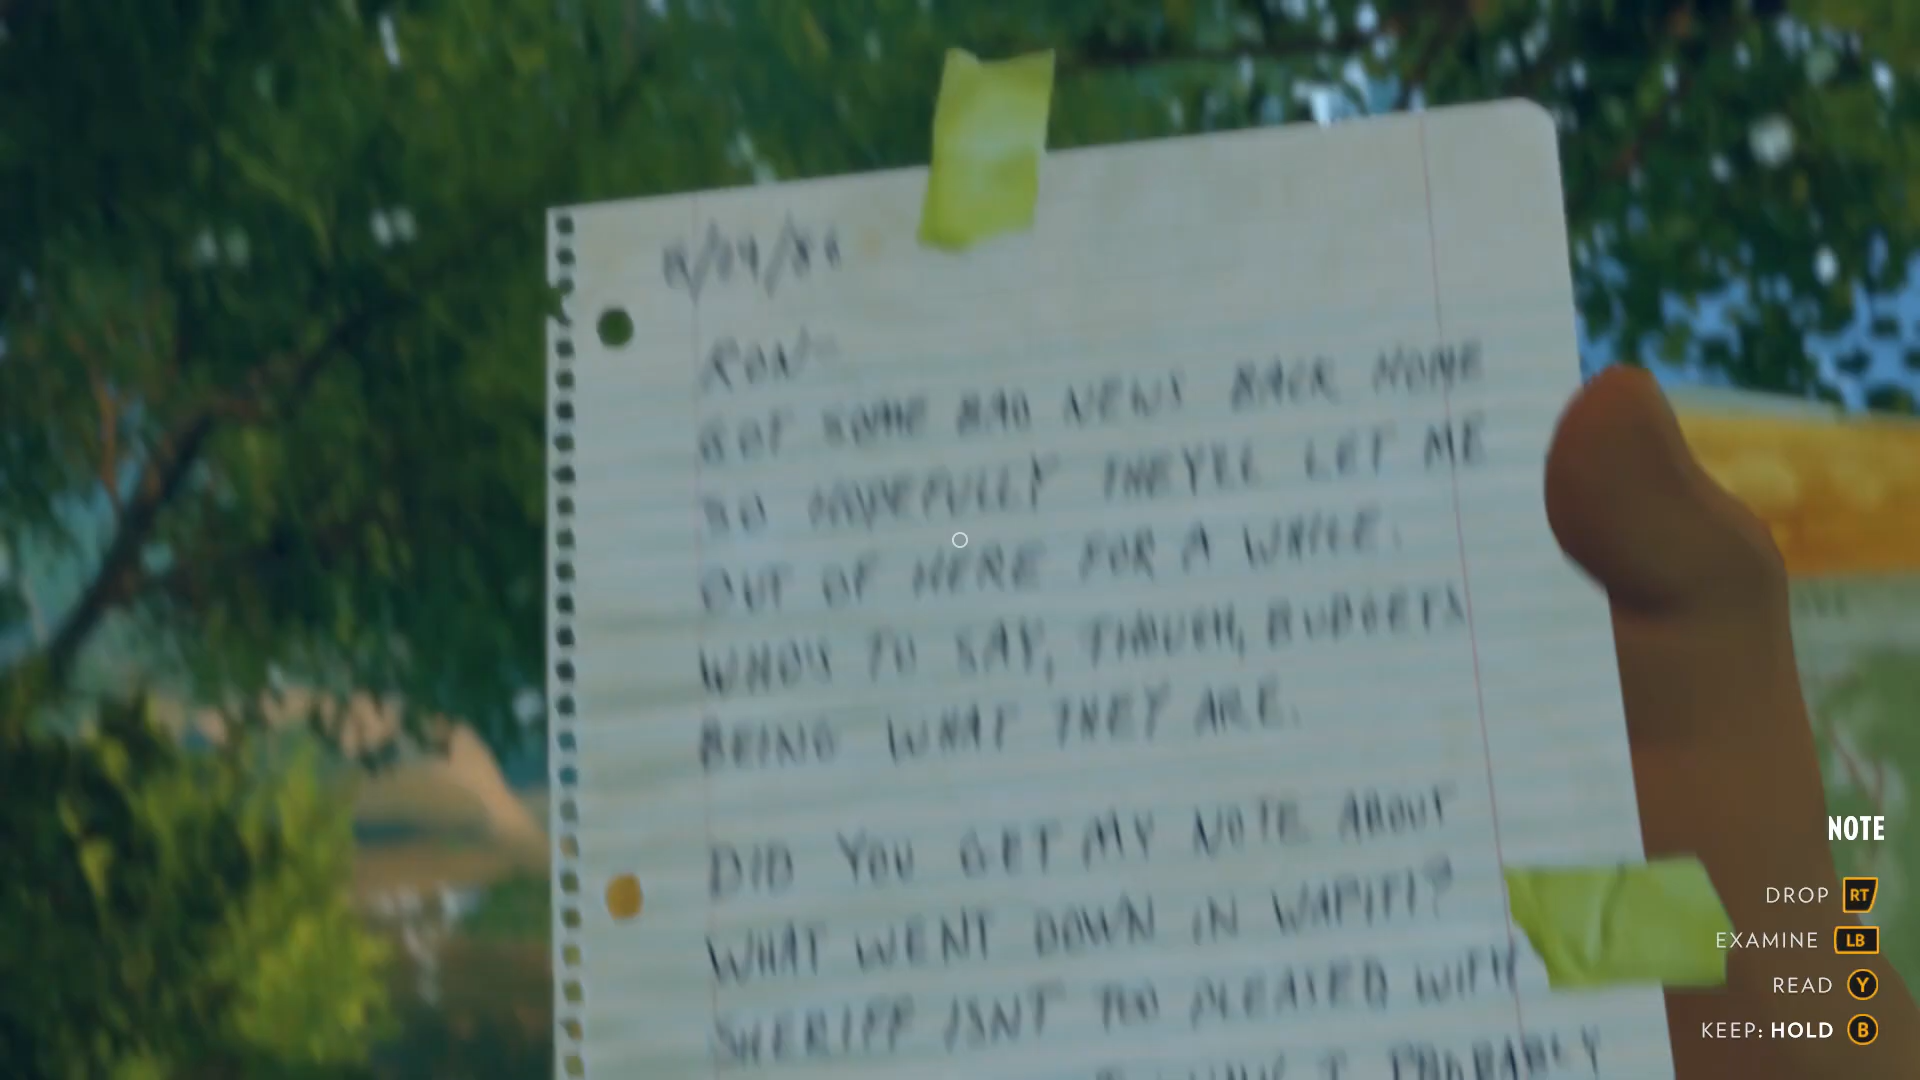 RON-
GOT SOME BAD NEWS BACK HOME
SO HOPEFULLY THEY'LL LET ME
OUT OF HERE FOR A WHILE.
WHO'S TO SAY, THOUGH, BUDGETS
BEING WHAT THEY ARE.
DID YOU GET MY NOTE ABOUT
WHAT WENT DOWN IN WAPITI?
SHERIFF ISN'T TOO PLEASED WITH
I PROBABLY
NOTE
DROP RT
EXAMINE LB
READ Y
KEEP: HOLD B